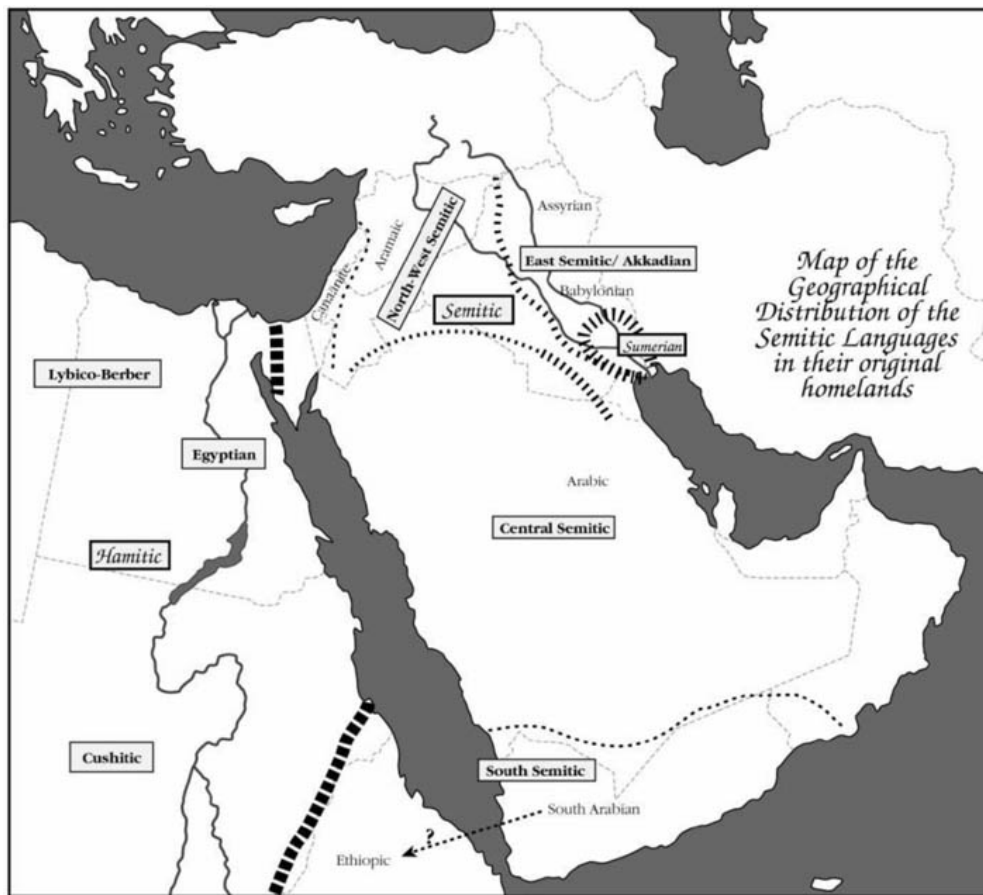 Map of the
Geographical
Distribution of the
Semitic Languages
in their original
homelands
Assyrian
Aramaic
North-West Semitic
East Semitic/ Akkadian
Canaanite
Babylonian
Semitic
Sumerian
Lybico-Berber
Egyptian
Arabic
Central Semitic
Hamitic
Cushitic
South Semitic
South Arabian
?
Ethiopic